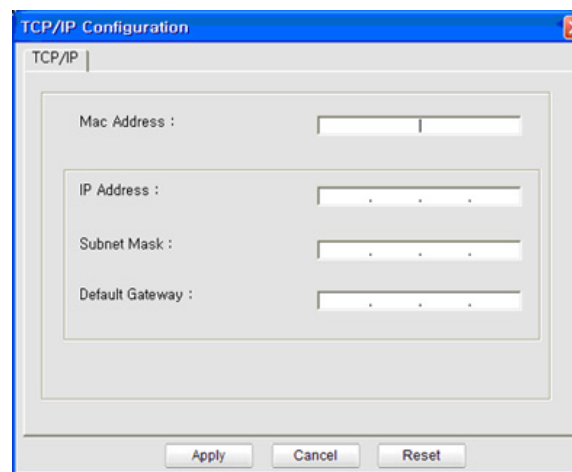 TCP/IP Configuration
TCP/IP
Mac Address :
IP Address :
. . .
Subnet Mask :
. . .
Default Gateway :
. . .
Apply Cancel Reset